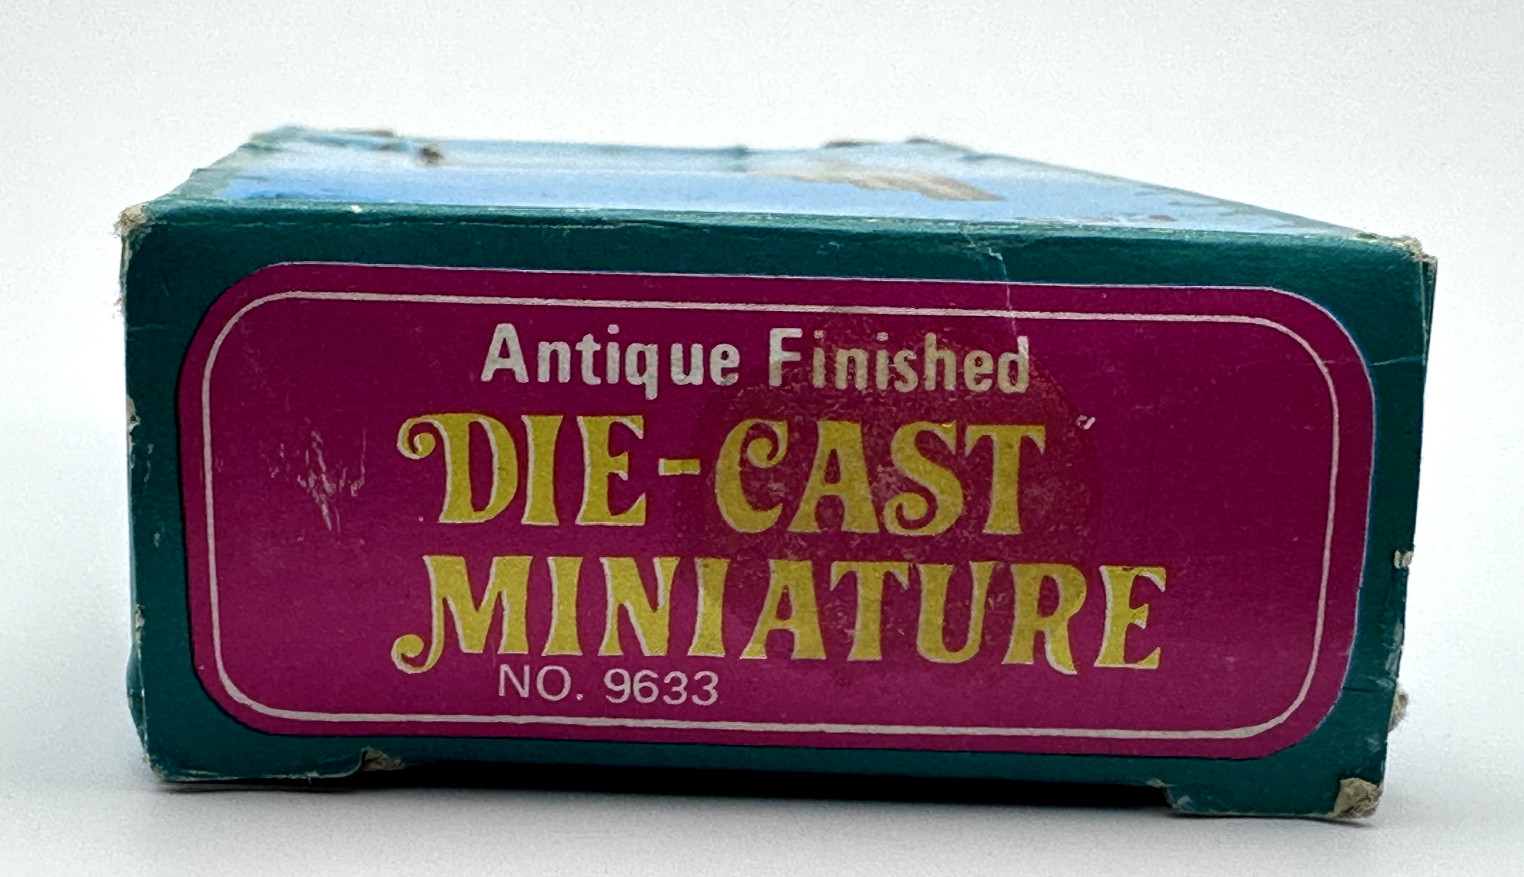 Antique Finished
DIE-CAST
MINIATURE
NO. 9633